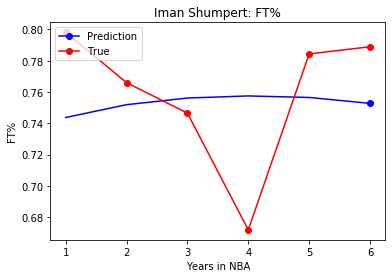 Iman Shumpert: FT%
Prediction
True
0.80
0.78
0.76
0.74
0.72
0.70
0.68
FT%
1 2 3 4 5 6
Years in NBA